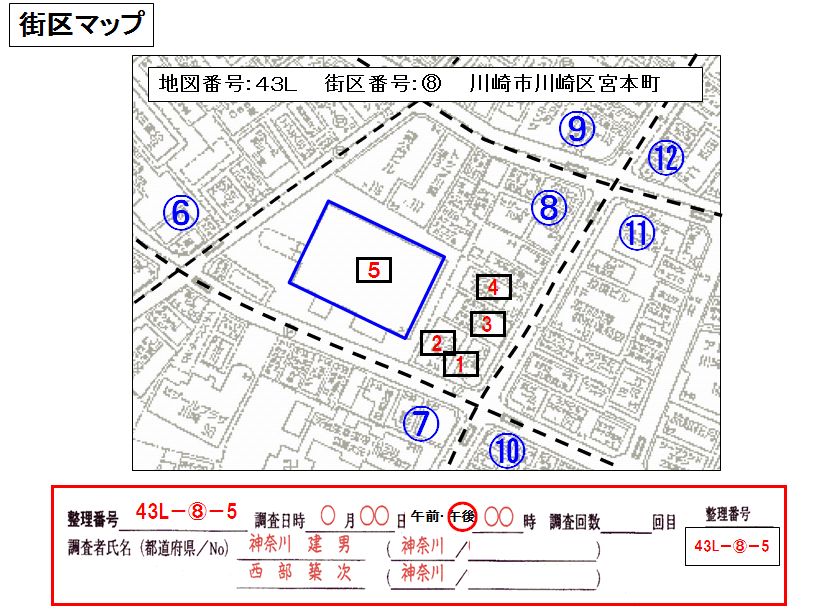 街区マップ
地図番号:43L 街区番号:⑧ 川崎市川崎区宮本町
⑨
⑫
⑥
⑧
⑪
5
4
3
2
1
⑦
⑩
整理番号 43L－⑧－5 調査日時 〇 月 〇〇 日 午前・午後 〇〇 時 調査回数 回目 整理番号
調査者氏名（都道府県／No） 神奈川 建 男 （ 神奈川 ／ ） 43L－⑧－5
西 部 築 次 （ 神奈川 ／ ）